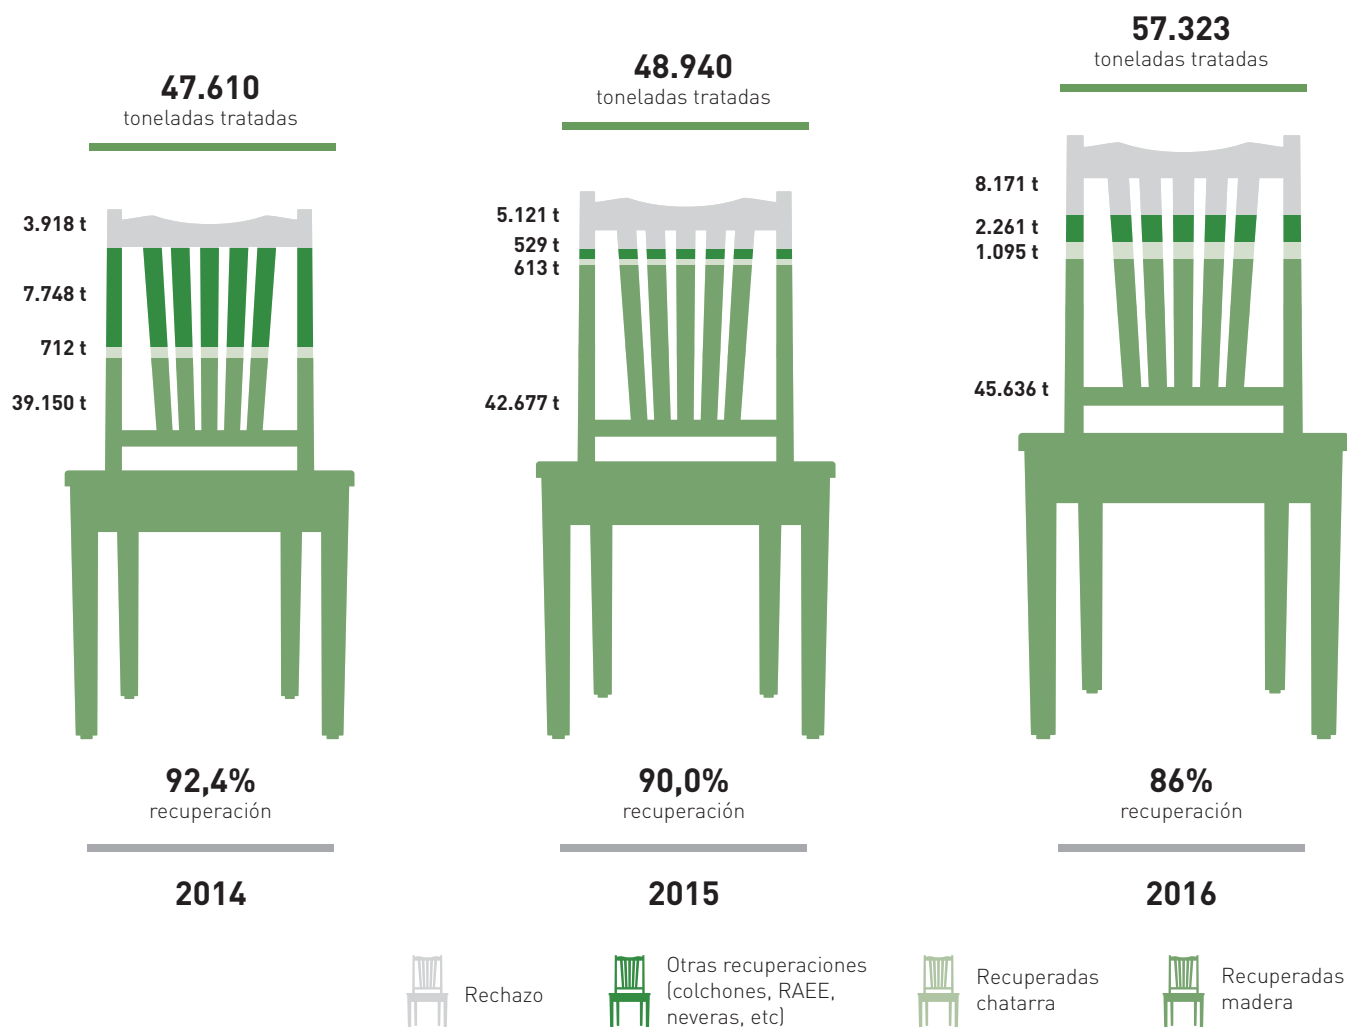 47.610
toneladas tratadas
3.918 t
7.748 t
712 t
39.150 t
92,4%
recuperación
2014
48.940
toneladas tratadas
5.121 t
529 t
613 t
42.677 t
90,0%
recuperación
2015
57.323
toneladas tratadas
8.171 t
2.261 t
1.095 t
45.636 t
86%
recuperación
2016
Rechazo
Otras recuperaciones
(colchones, RAEE,
neveras, etc)
Recuperadas
chatarra
Recuperadas
madera